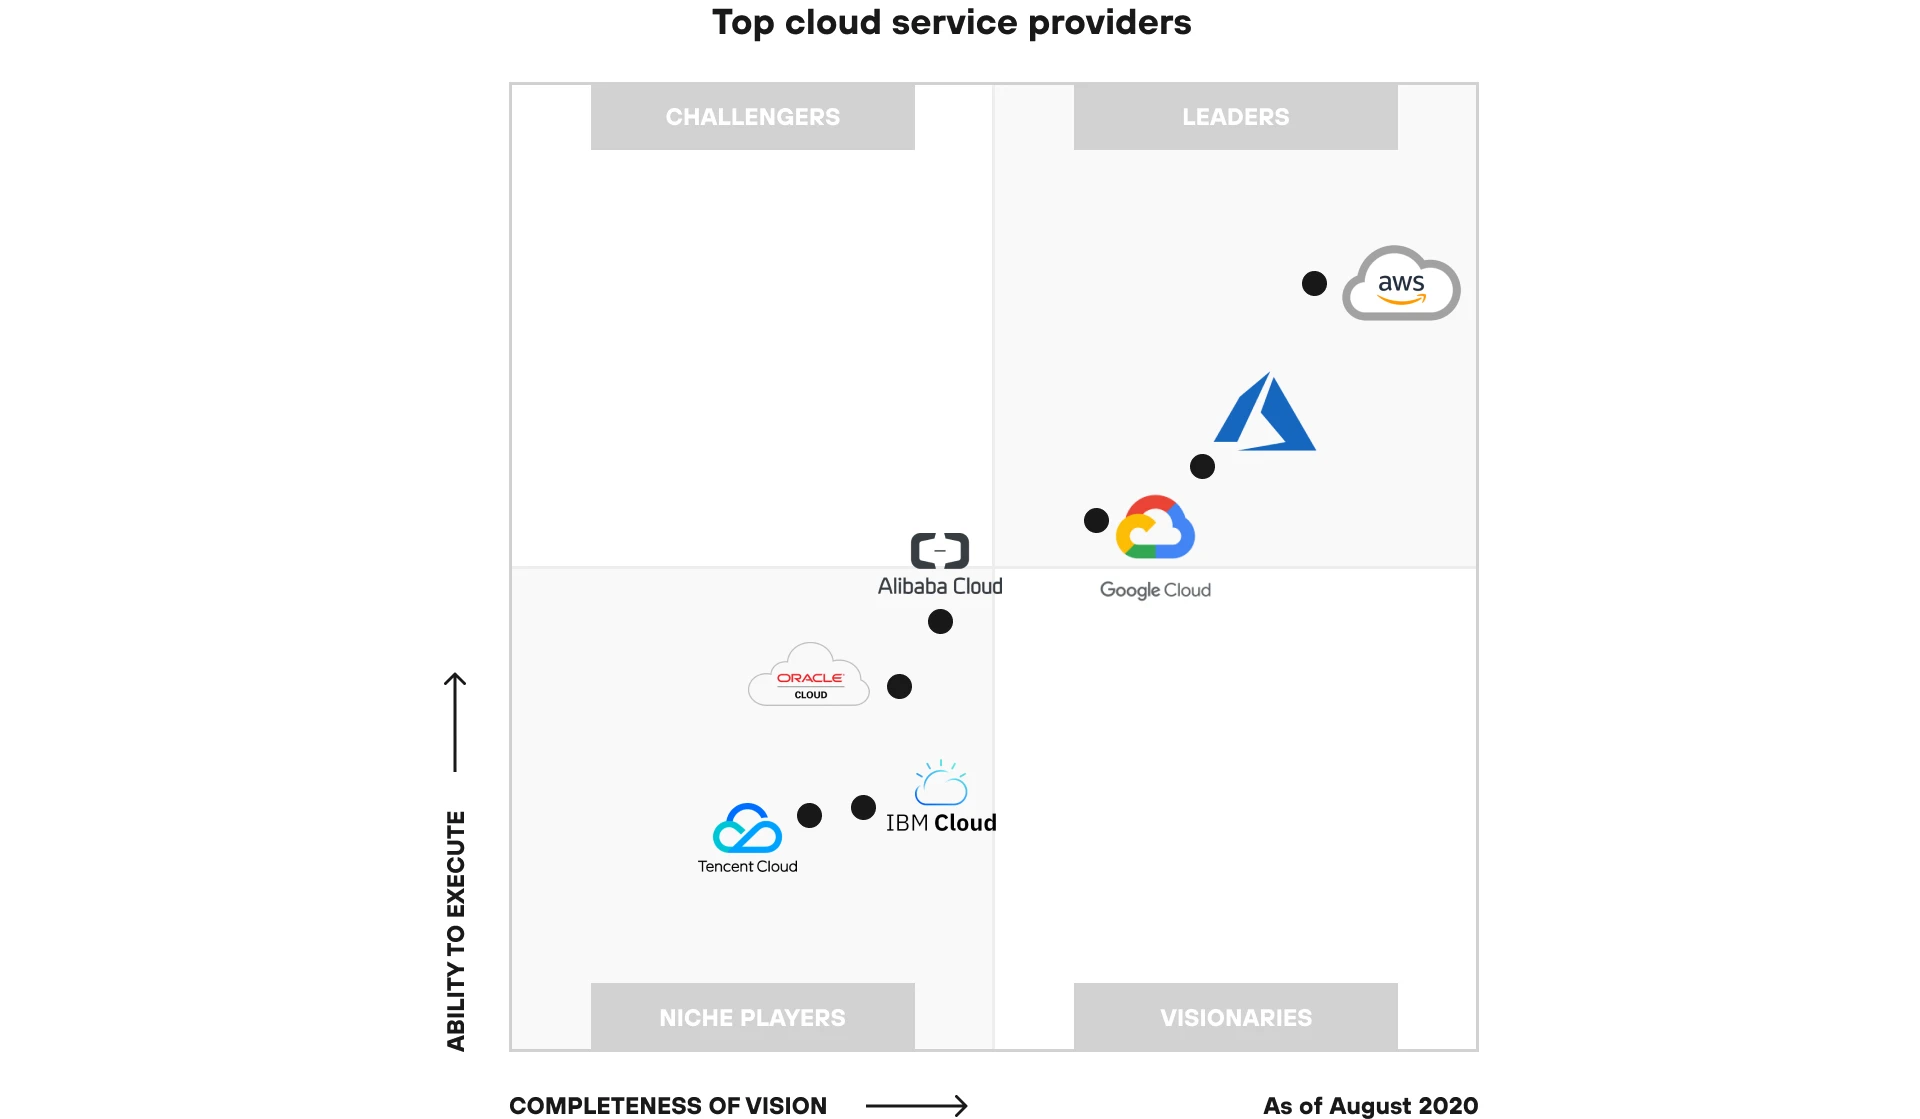 Top cloud service providers
CHALLENGERS
LEADERS
aws
Alibaba Cloud
Google Cloud
ORACLE
CLOUD
IBM Cloud
Tencent Cloud
ABILITY TO EXECUTE
NICHE PLAYERS
VISIONARIES
COMPLETENESS OF VISION
As of August 2020